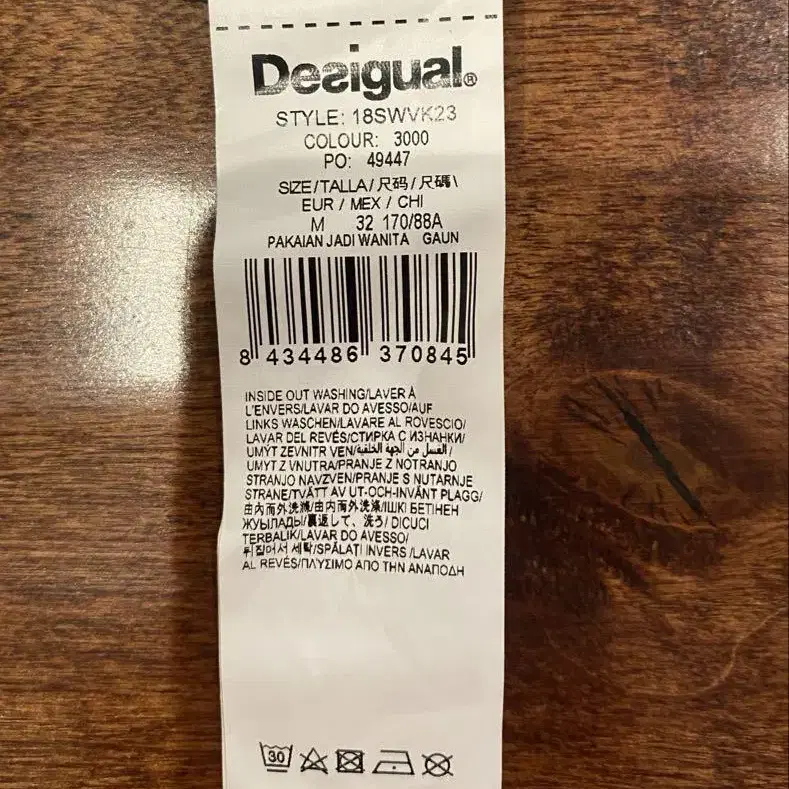 Desigual®
STYLE: 18SWVK23
COLOUR: 3000
PO: 49447
SIZE/TALLA/尺码/尺碼\
EUR / MEX / CHI
M 32 170/88A
PAKAIAN JADI WANITA GAUN
8 434486 370845
INSIDE OUT WASHING/LAVER À
L'ENVERS/LAVAR DO AVESSO/AUF
LINKS WASCHEN/LAVARE AL ROVESCIO/
LAVAR DEL REVÉS/СТИРКА С ИЗНАНКИ/
UMÝT ZEVNITR VEN/الغسل من الجهة الخلفية/
UMYT Z VNUTRA/PRANJE Z NOTRANJO
STRANJO NAVZVEN/PRANJE S NUTARNJE
STRANE/TVÄTT AV UT-OCH-INVÄNT PLAGG/
由內而外洗滌/由内而外洗涤/ІШКІ БЕТІНЕН
ЖУЫЛАДЫ/裏返して、洗う/ DICUCI
TERBALIK/LAVAR DO AVESSO/
뒤집어서 세탁/SPĂLAȚI INVERS /LAVAR
AL REVÉS/ΠΛΥΣΙΜΟ ΑΠΟ ΤΗΝ ΑΝΑΠΟΔΗ
30